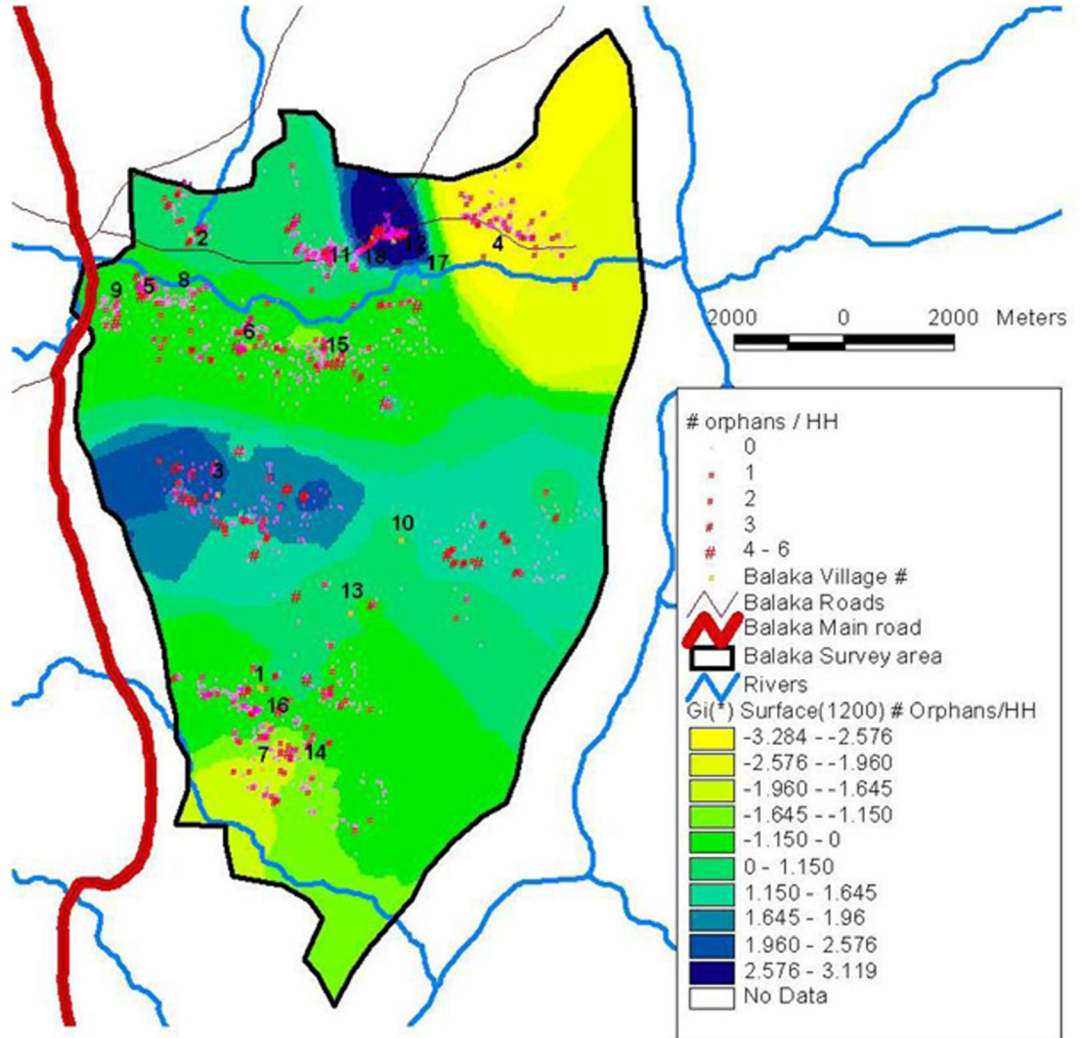 2
4
11
18
12
17
9
5
8
6
15
3
10
13
1
16
7
14
2000 0 2000 Meters
# orphans / HH
0
1
2
3
4 - 6
Balaka Village #
Balaka Roads
Balaka Main road
Balaka Survey area
Rivers
Gi(*) Surface(1200) # Orphans/HH
-3.284 - -2.576
-2.576 - -1.960
-1.960 - -1.645
-1.645 - -1.150
-1.150 - 0
0 - 1.150
1.150 - 1.645
1.645 - 1.96
1.960 - 2.576
2.576 - 3.119
No Data